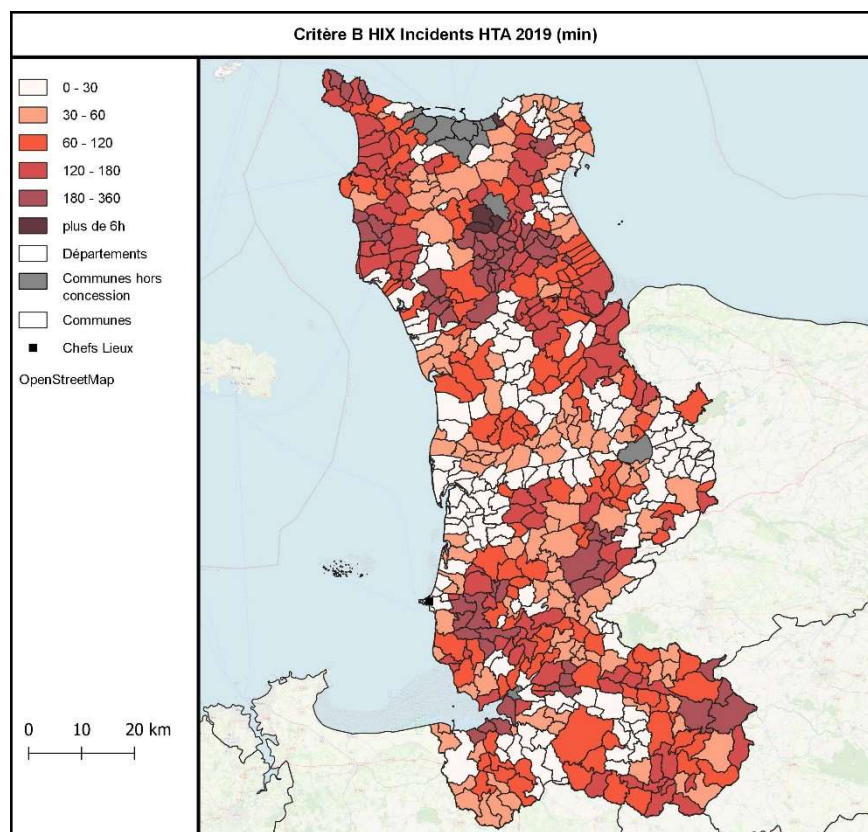 Critère B HIX Incidents HTA 2019 (min)
0 - 30
30 - 60
60 - 120
120 - 180
180 - 360
plus de 6h
Départements
Communes hors
concession
Communes
Chefs Lieux
OpenStreetMap
0 10 20 km